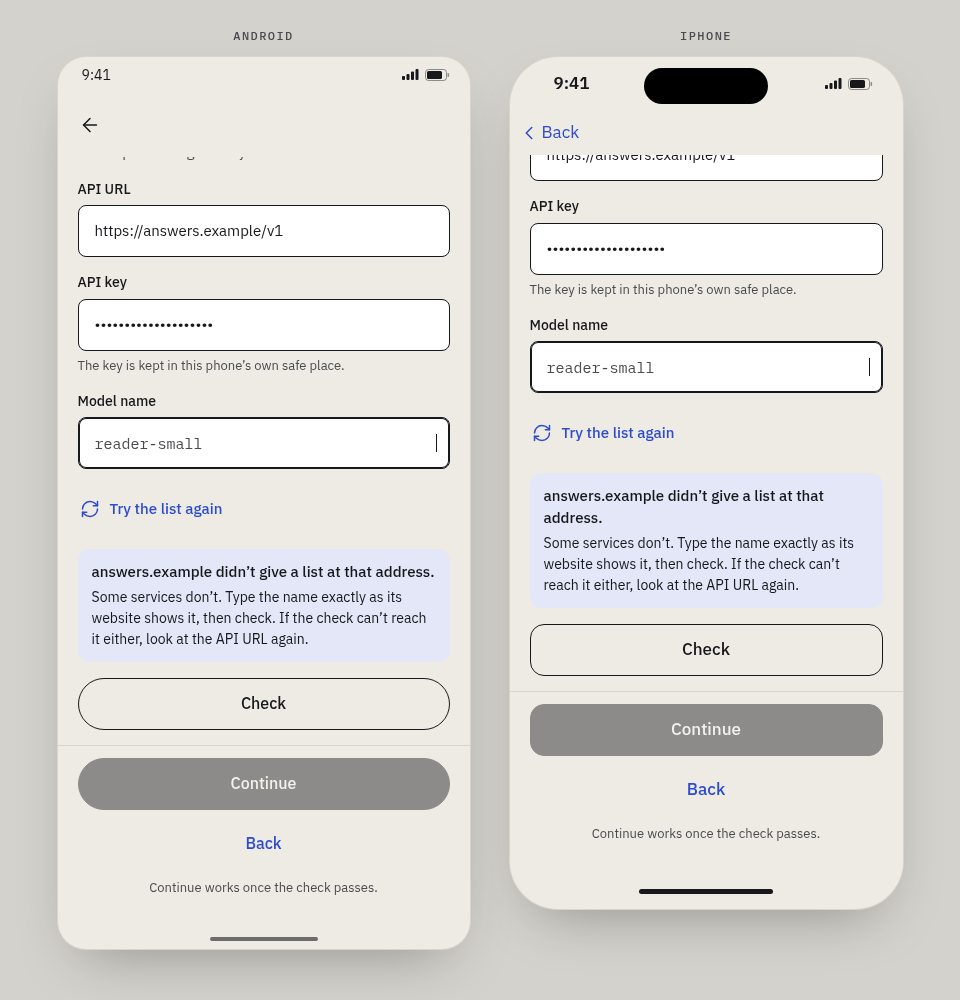 ANDROID
9:41
API URL
https://answers.example/v1
API key
••••••••••••••••••••
The key is kept in this phone’s own safe place.
Model name
reader-small
Try the list again
answers.example didn’t give a list at that address.
Some services don’t. Type the name exactly as its
website shows it, then check. If the check can’t reach
it either, look at the API URL again.
Check
Continue
Back
Continue works once the check passes.
IPHONE
9:41
Back
https://answers.example/v1
API key
••••••••••••••••••••
The key is kept in this phone’s own safe place.
Model name
reader-small
Try the list again
answers.example didn’t give a list at that
address.
Some services don’t. Type the name exactly as its
website shows it, then check. If the check can’t
reach it either, look at the API URL again.
Check
Continue
Back
Continue works once the check passes.